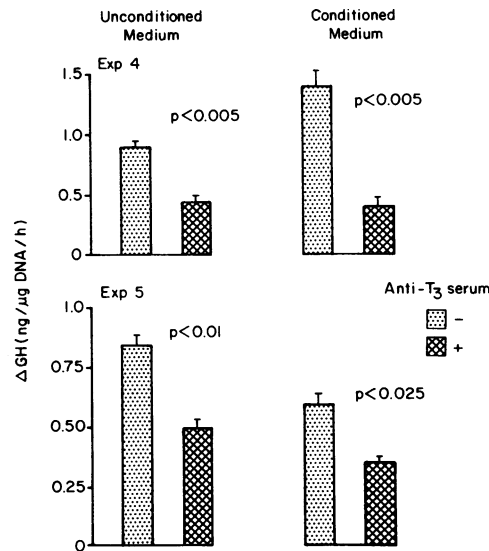 Unconditioned Conditioned
Medium Medium
Exp 4
1.5
1.0
0.5
0
p<0.005
p<0.005
ΔGH (ng/μg DNA/h)
Exp 5
1.0
0.75
0.50
0.25
0
p<0.01
p<0.025
Anti-T3 serum
-
+